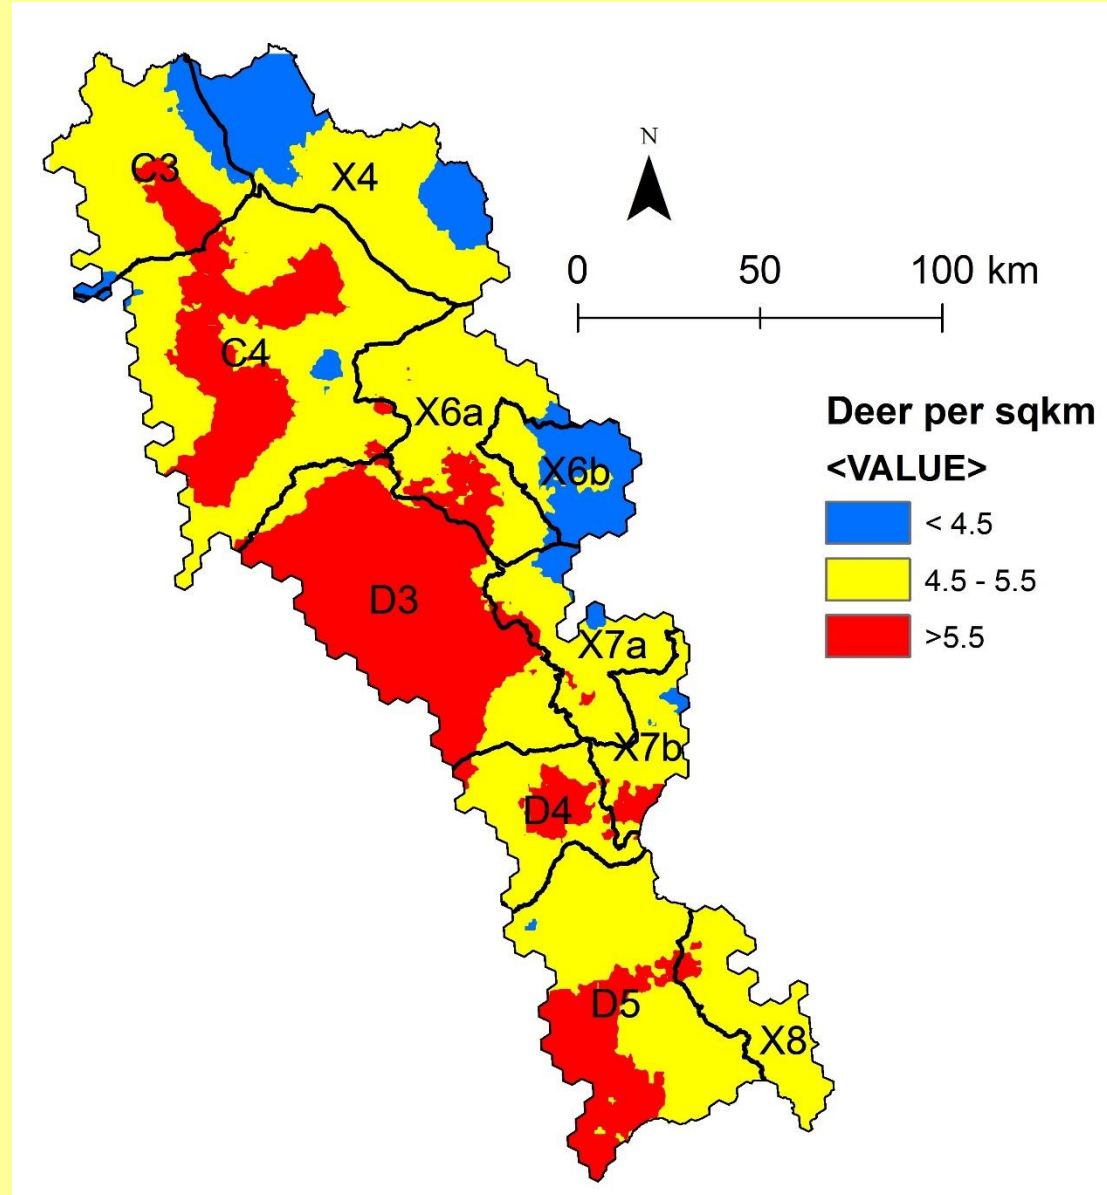 N
C3
X4
0 50 100 km
C4
Deer per sqkm
X6a
<VALUE>
X6b
< 4.5
4.5 - 5.5
D3
>5.5
X7a
X7b
D4
D5
X8